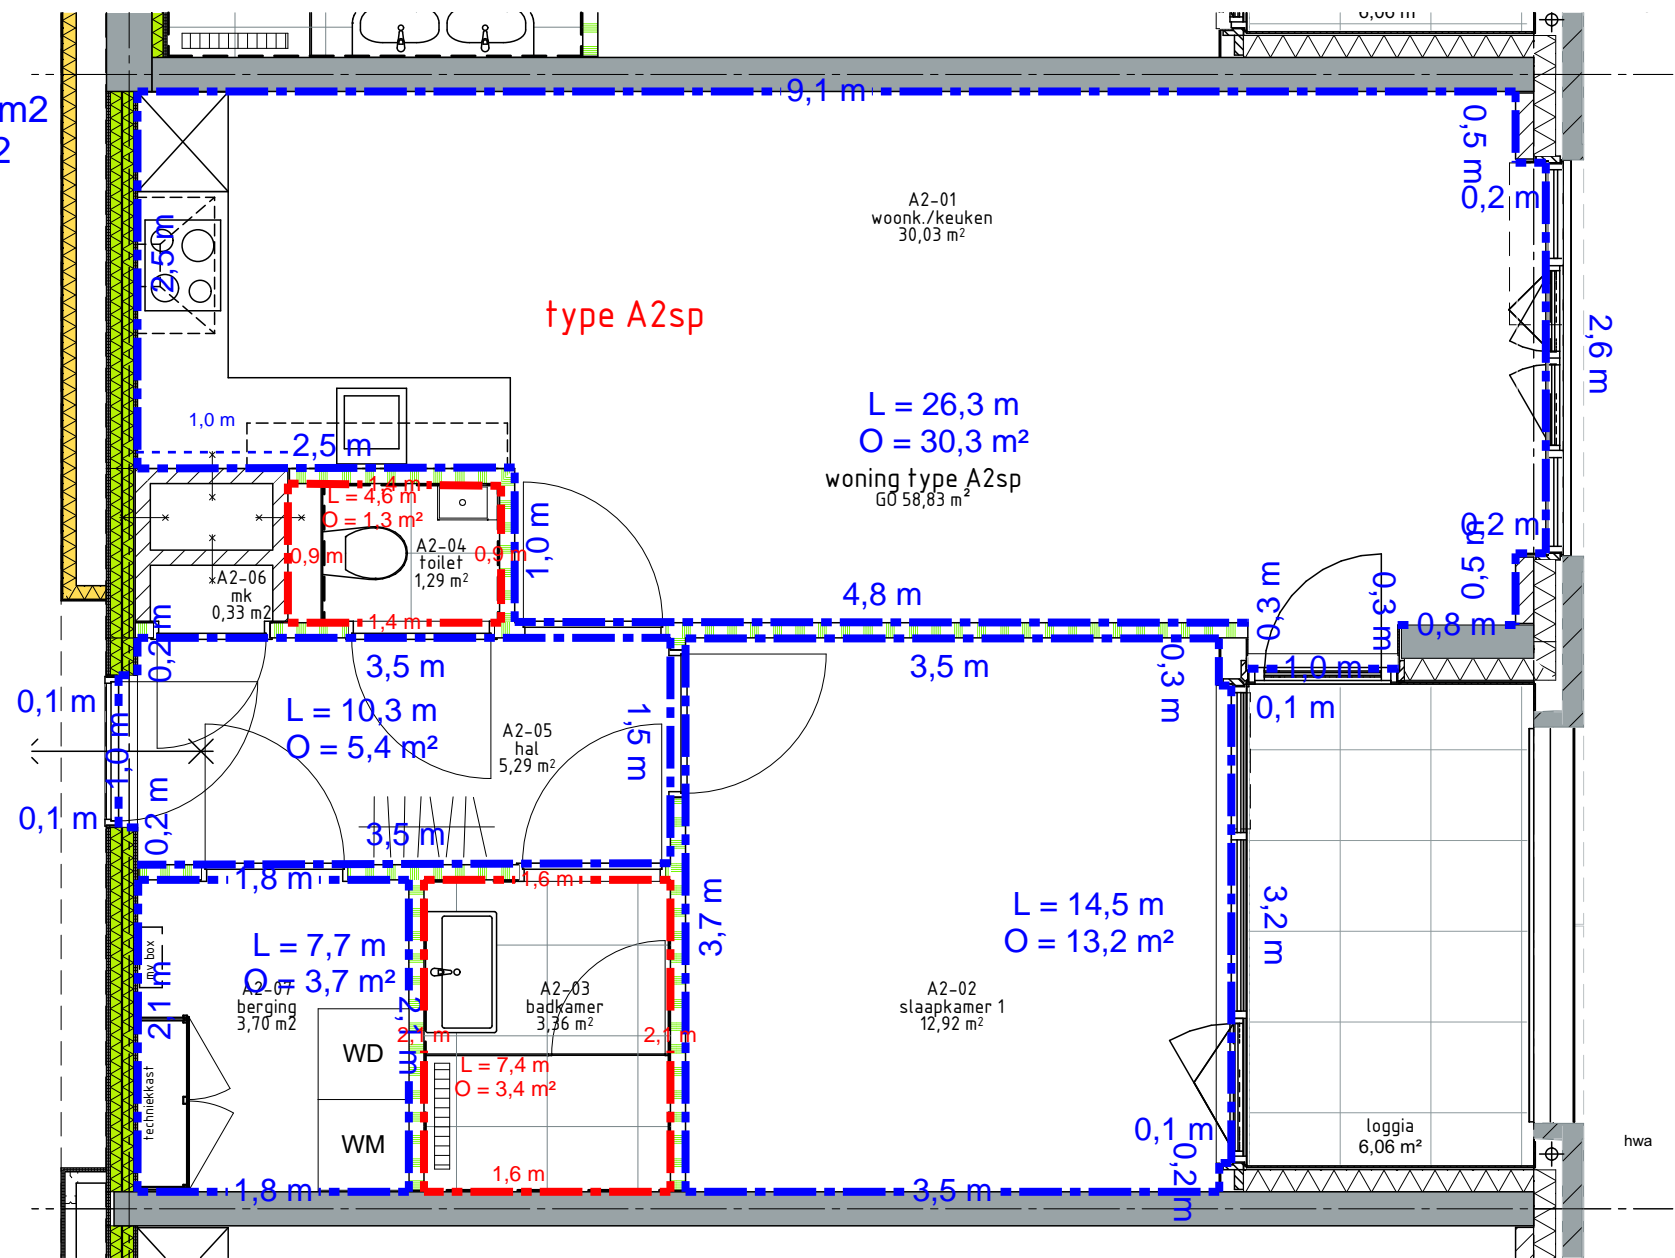 6,06 m²
m2
2
9,1 m
0,5 m
0,2 m
A2-01
woonk./keuken
30,03 m²
2,5 m
type A2sp
2,6 m
L = 26,3 m
O = 30,3 m²
woning type A2sp
GO 58,83 m²
1,0 m
2,5 m
1,4 m
L = 4,6 m
O = 1,3 m²
0,9 m
0,9 m
A2-04
toilet
1,29 m²
1,0 m
0,2 m
0,5 m
A2-06
mk
0,33 m2
1,4 m
4,8 m
0,3 m
0,3 m
0,8 m
0,2 m
3,5 m
3,5 m
0,3 m
1,0 m
0,1 m
0,1 m
L = 10,3 m
O = 5,4 m²
A2-05
hal
5,29 m²
1,5 m
1,0 m
0,1 m
0,2 m
3,5 m
1,8 m
1,6 m
3,7 m
L = 14,5 m
O = 13,2 m²
3,2 m
L = 7,7 m
O = 3,7 m²
my box
2,1 m
A2-07
berging
3,70 m2
2,1 m
A2-03
badkamer
3,36 m²
2,1 m
2,1 m
A2-02
slaapkamer 1
12,92 m²
WD
L = 7,4 m
O = 3,4 m²
techniekkast
WM
0,1 m
loggia
6,06 m²
hwa
1,8 m
1,6 m
3,5 m
0,2 m